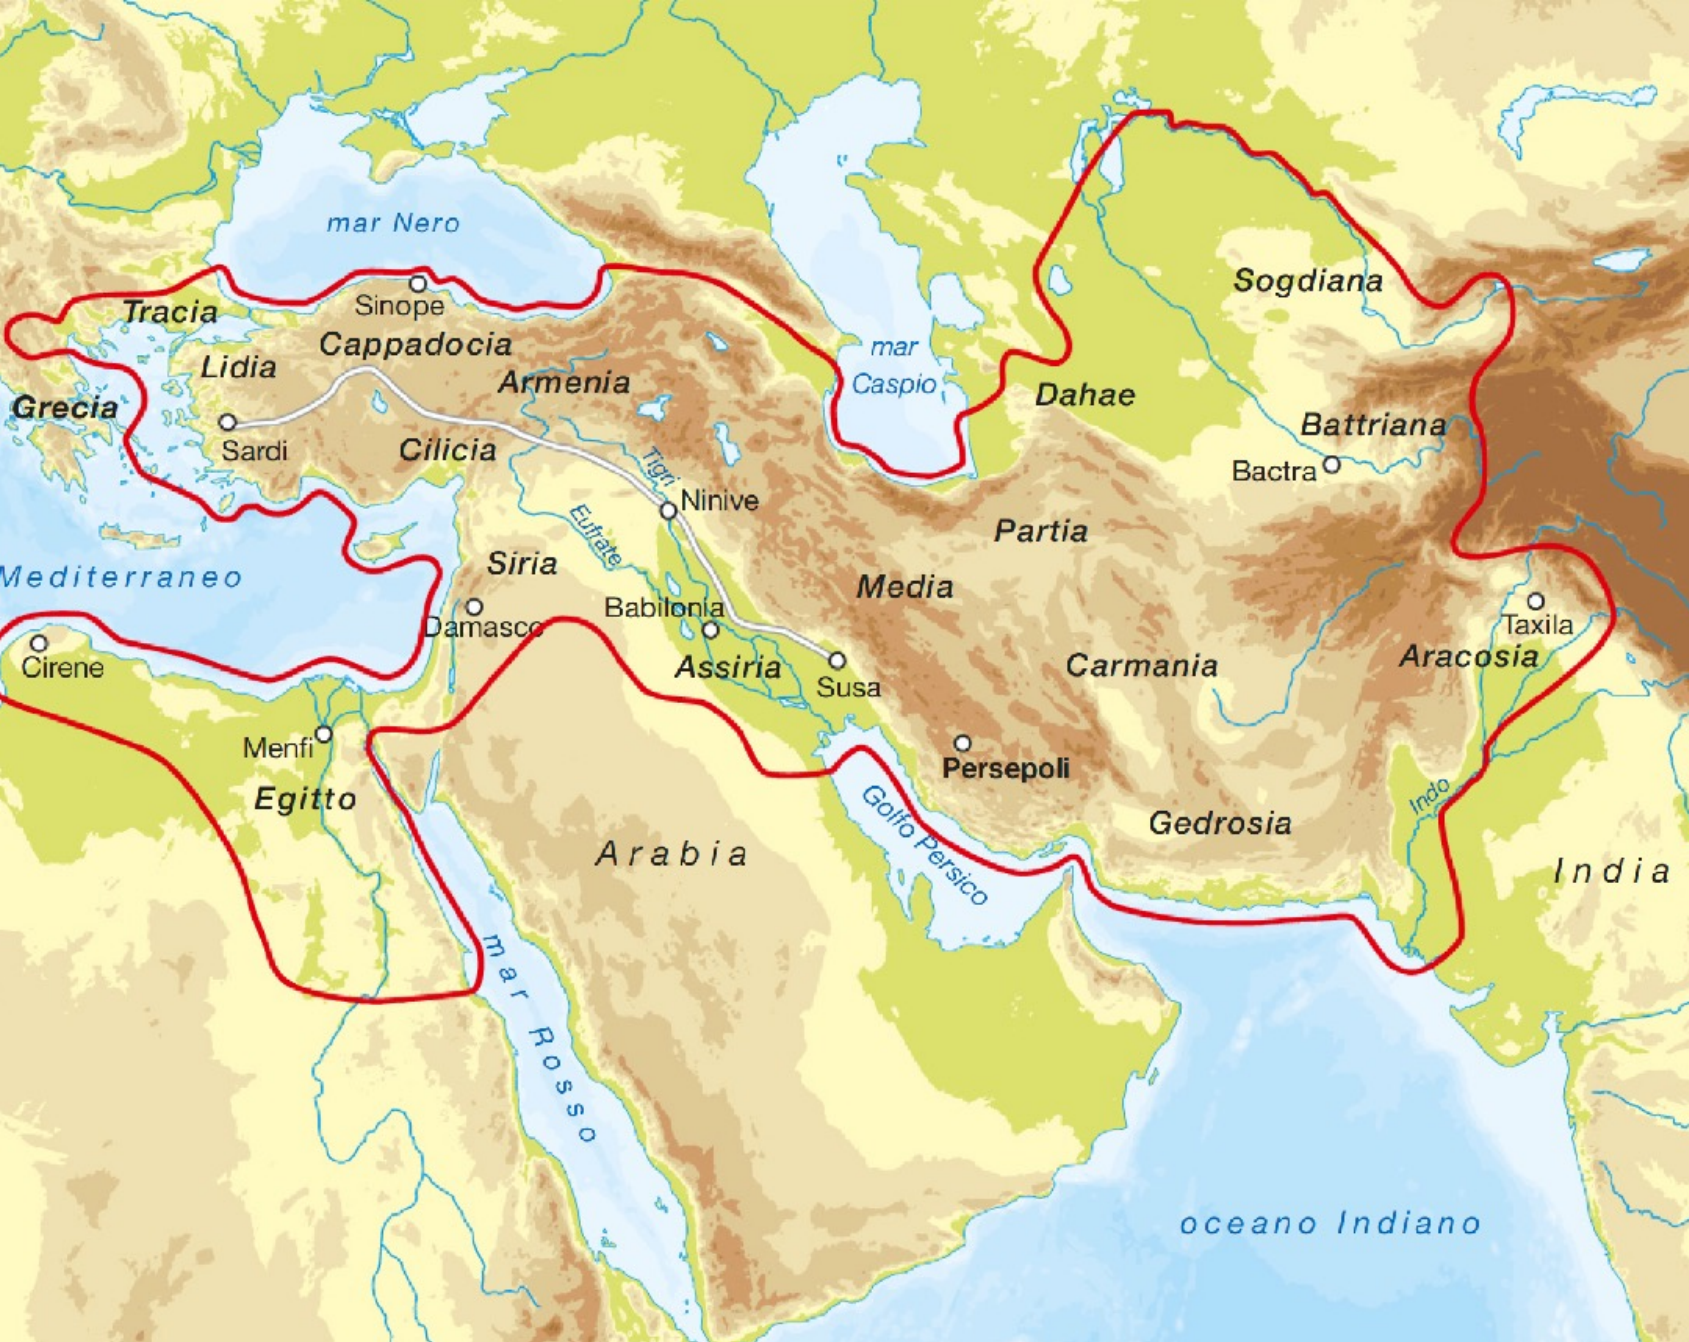 mar Nero
Sogdiana
Sinope
Tracia
Cappadocia
mar
Caspio
Lidia
Armenia
Dahae
Grecia
Battriana
Sardi
Cilicia
Tigri
Bactra
Ninive
Eufrate
Partia
Siria
Mediterraneo
Media
Babilonia
Damasco
Taxila
Cirene
Assiria
Susa
Carmania
Aracosia
Menfi
Persepoli
Egitto
Indo
Golfo Persico
Gedrosia
Arabia
India
mar Rosso
oceano Indiano